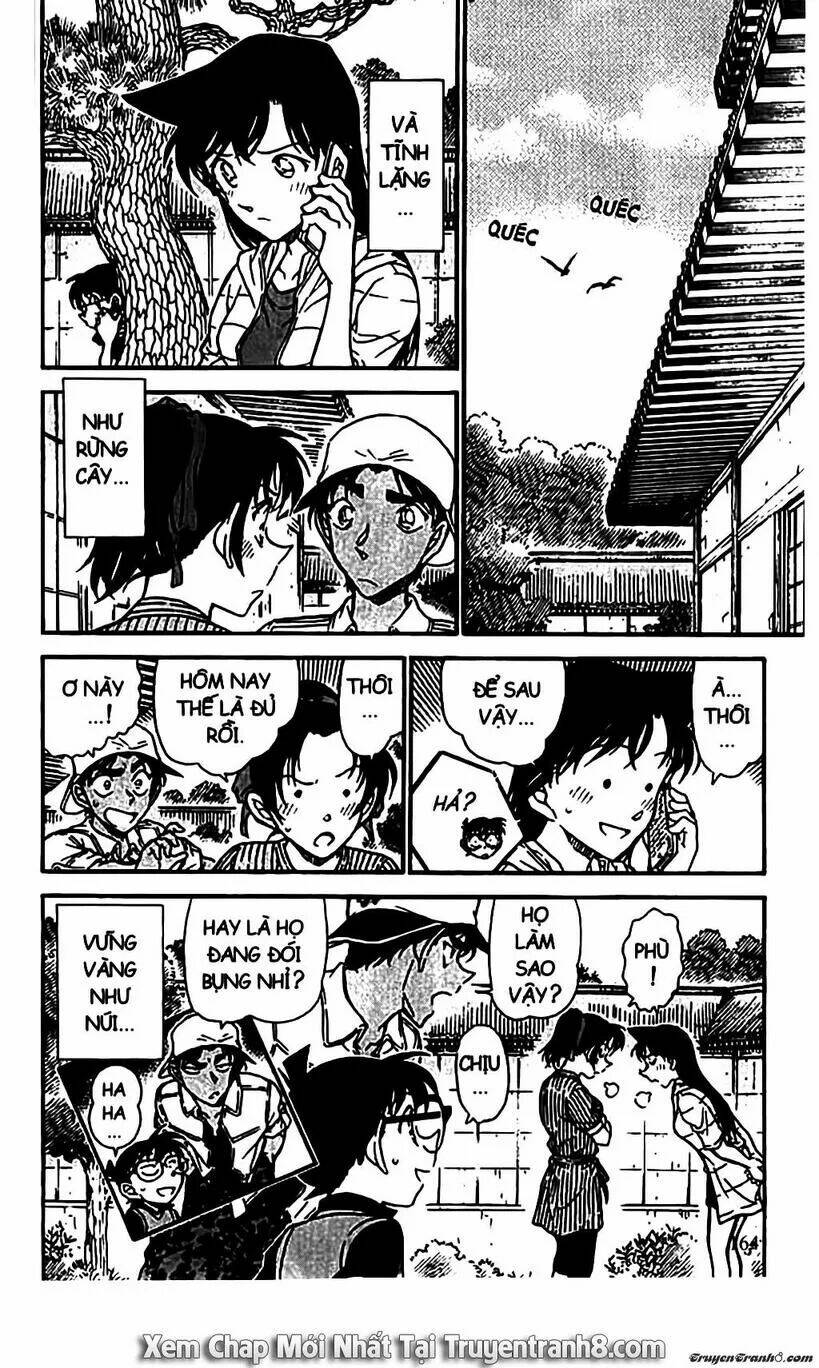 QUÉC
QUÉC
VÀ
TĨNH
LẶNG
...
NHƯ
RỪNG
CÂY...
À...
THÔI
...
ĐỂ SAU
VẬY...
HẢ?
THÔI
...
HÔM NAY
THẾ LÀ ĐỦ
RỒI.
Ơ NÀY
...!
PHÙ
!
HỌ
LÀM
SAO
VẬY?
HAY LÀ HỌ
ĐANG ĐÓI
BỤNG NHỈ?
CHỊU
...
VỮNG
VÀNG
NHƯ
NÚI...
HA
HA
...
164
Xem Chap Mới Nhất Tại Truyentranh8.com
TruyenTranh8.com